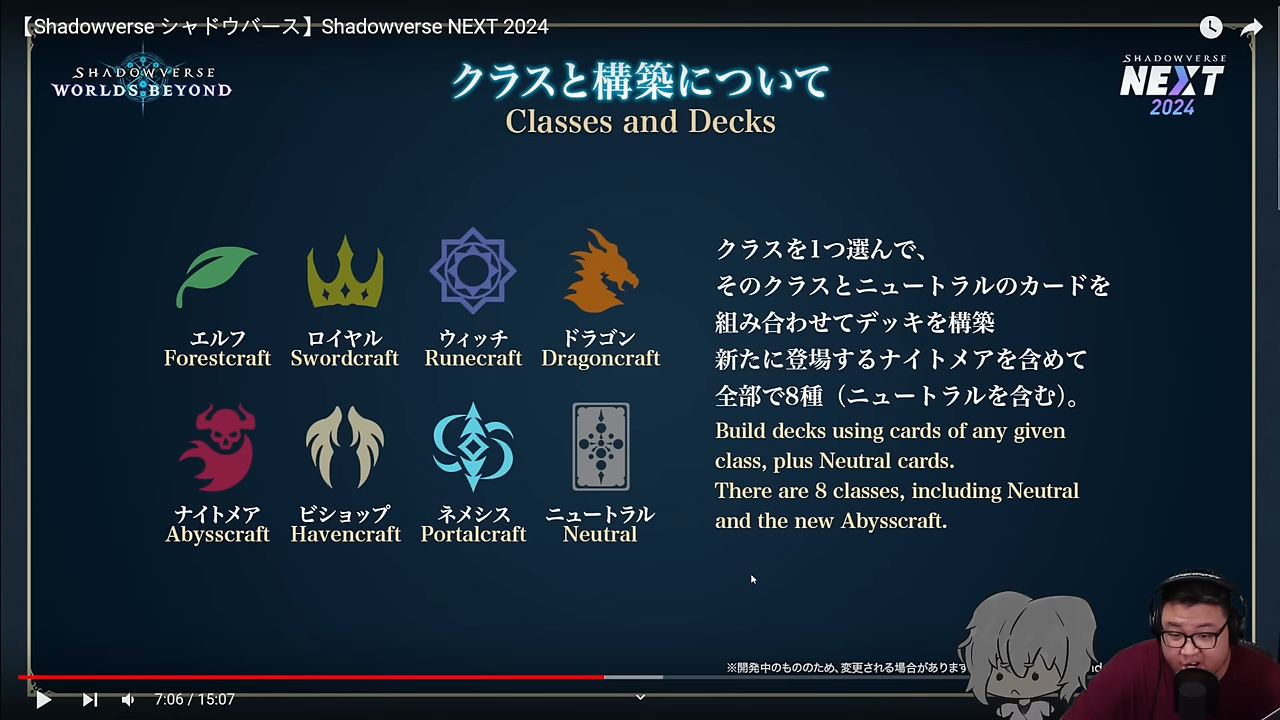 【Shadowverse シャドウバース】Shadowverse NEXT 2024
SHADOWVERSE
WORLDS BEYOND
SHADOWVERSE
NEXT
2024
クラスと構築について
Classes and Decks
エルフ
Forestcraft
ロイヤル
Swordcraft
ウィッチ
Runecraft
ドラゴン
Dragoncraft
ナイトメア
Abysscraft
ビショップ
Havencraft
ネメシス
Portalcraft
ニュートラル
Neutral
クラスを1つ選んで、
そのクラスとニュートラルのカードを
組み合わせてデッキを構築
新たに登場するナイトメアを含めて
全部で8種（ニュートラルを含む）。
Build decks using cards of any given
class, plus Neutral cards.
There are 8 classes, including Neutral
and the new Abysscraft.
※開発中のもののため、変更される場合があります
7:06 / 15:07